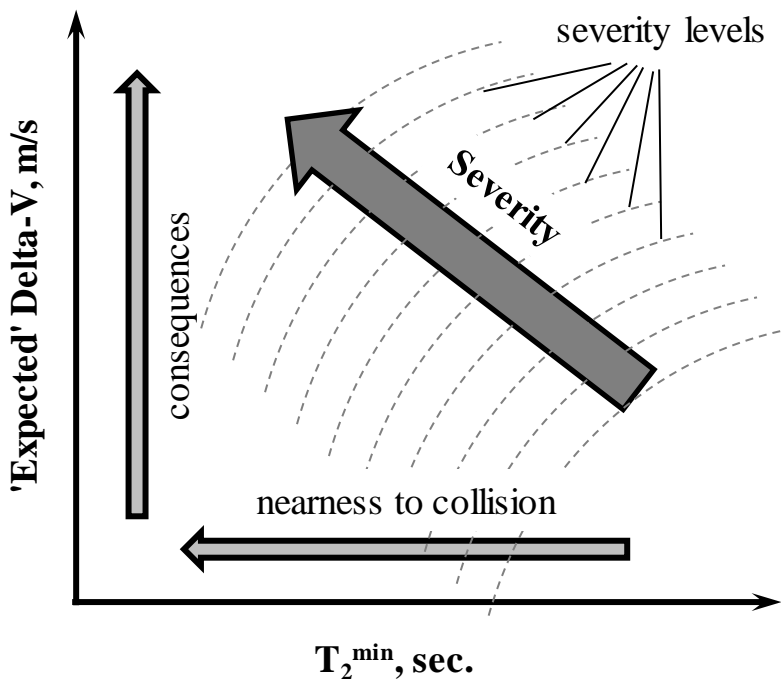 severity levels
'Expected' Delta-V, m/s
consequences
Severity
nearness to collision
T₂ᵐⁱⁿ, sec.